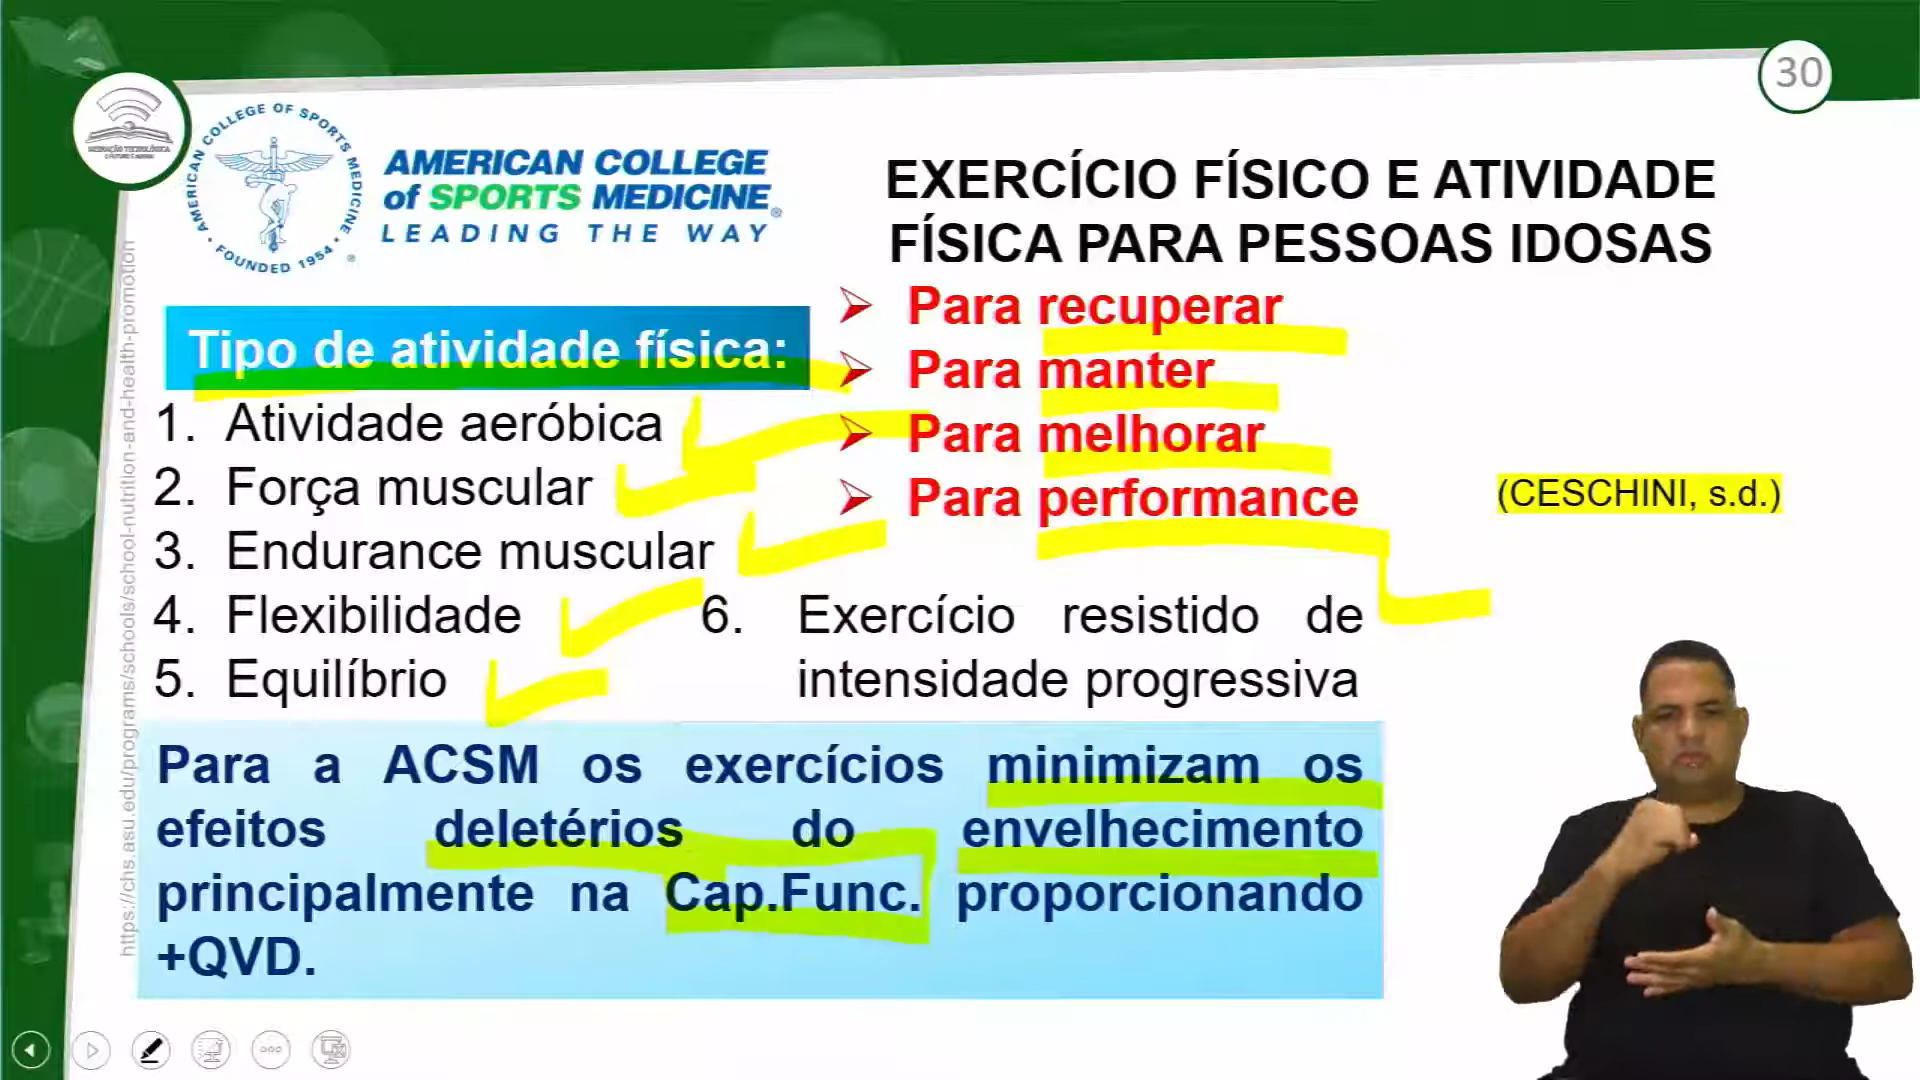 30
MEDIAÇÃO TECNOLÓGICA
AMERICAN COLLEGE OF SPORTS MEDICINE
FOUNDED 1954
AMERICAN COLLEGE
of SPORTS MEDICINE®
LEADING THE WAY
EXERCÍCIO FÍSICO E ATIVIDADE
FÍSICA PARA PESSOAS IDOSAS
Para recuperar
Para manter
Para melhorar
Para performance
(CESCHINI, s.d.)
Tipo de atividade física:
1. Atividade aeróbica
2. Força muscular
3. Endurance muscular
4. Flexibilidade
5. Equilíbrio
6. Exercício resistido de
intensidade progressiva
Para a ACSM os exercícios minimizam os
efeitos deletérios do envelhecimento
principalmente na Cap.Func. proporcionando
+QVD.
https://chs.asu.edu/programs/schools/school-nutrition-and-health-promotion